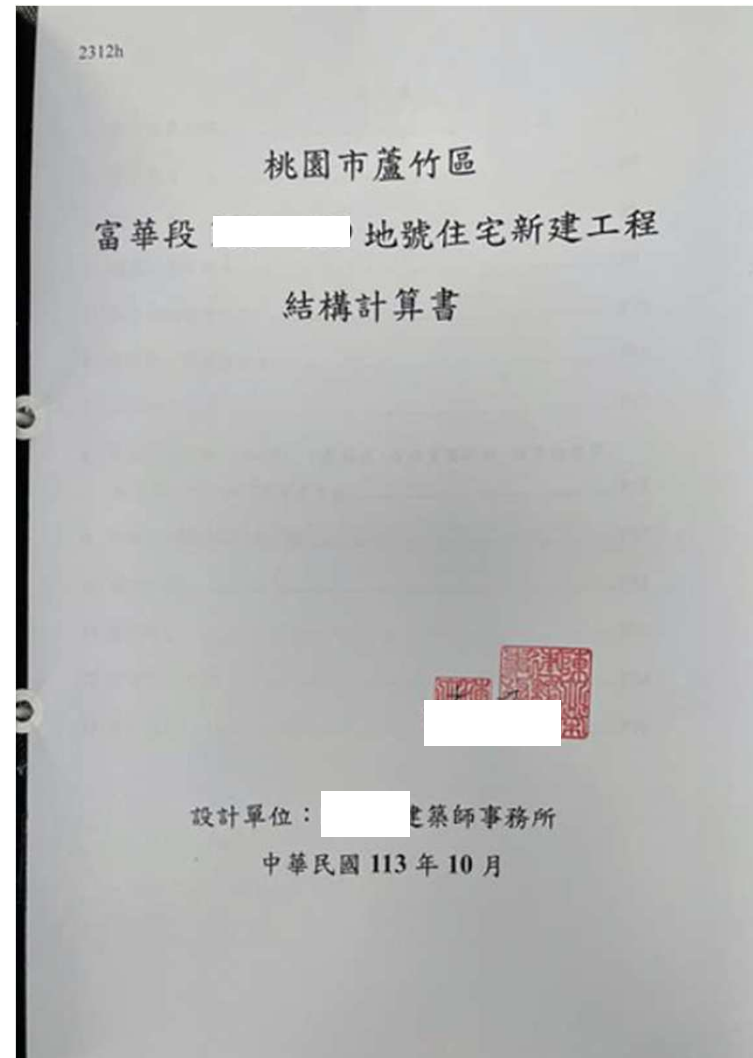 2312h
桃園市蘆竹區
富華段 地號住宅新建工程
結構計算書
設計單位： 建築師事務所
中華民國 113 年 10 月